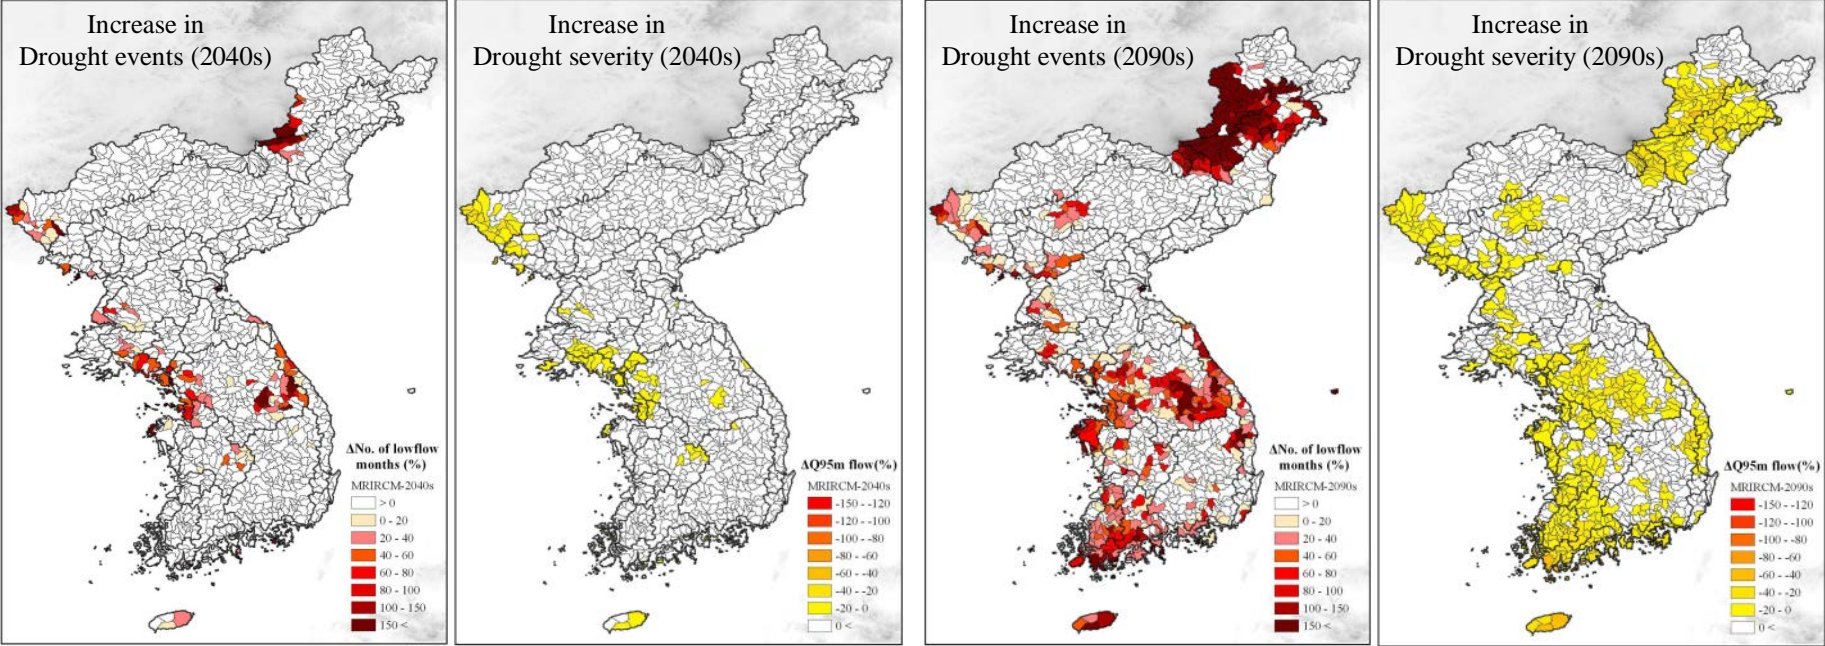 Increase in
Drought events (2040s)
ΔNo. of lowflow
months (%)
MRIRCM-2040s
> 0
0 - 20
20 - 40
40 - 60
60 - 80
80 - 100
100 - 150
150 <
Increase in
Drought severity (2040s)
ΔQ95m flow(%)
MRIRCM-2040s
-150 - -120
-120 - -100
-100 - -80
-80 - -60
-60 - -40
-40 - -20
-20 - 0
0 <
Increase in
Drought events (2090s)
ΔNo. of lowflow
months (%)
MRIRCM-2090s
> 0
0 - 20
20 - 40
40 - 60
60 - 80
80 - 100
100 - 150
150 <
Increase in
Drought severity (2090s)
ΔQ95m flow(%)
MRIRCM-2090s
-150 - -120
-120 - -100
-100 - -80
-80 - -60
-60 - -40
-40 - -20
-20 - 0
0 <